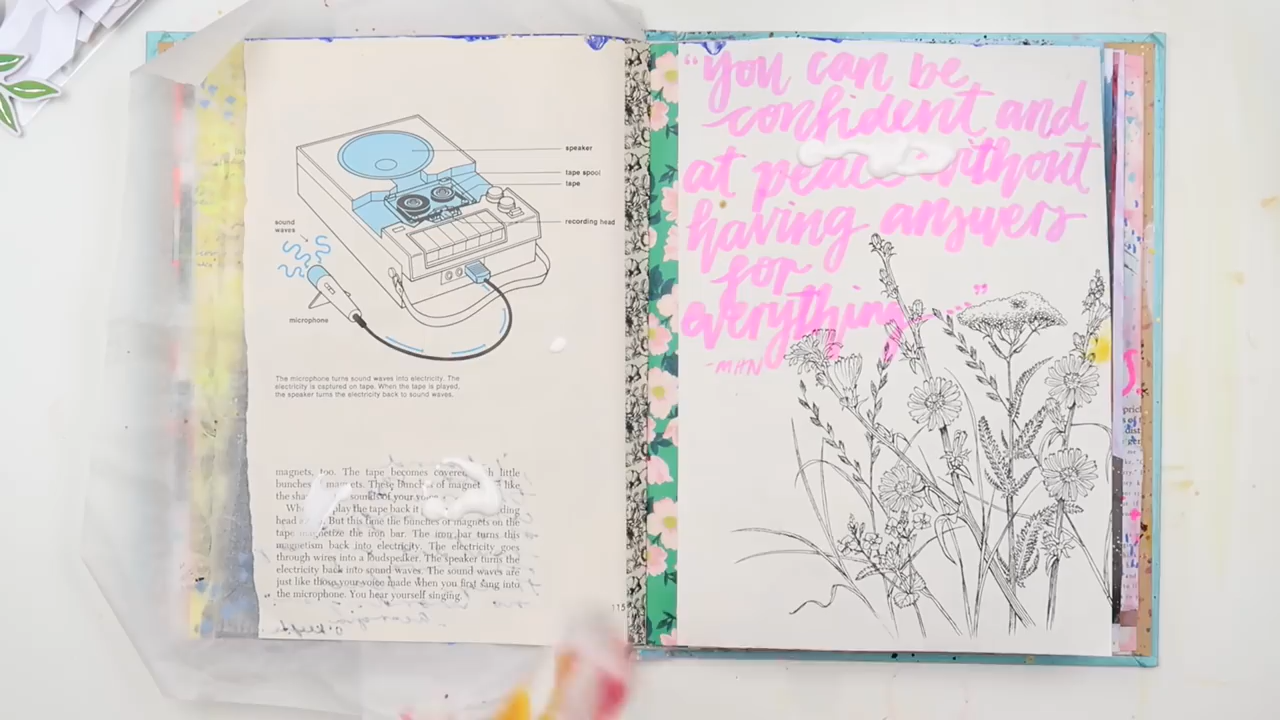 speaker
tape spool
tape
recording head
sound
waves
microphone
The microphone turns sound waves into electricity. The
electricity is captured on tape. When the tape is played,
the speaker turns the electricity back to sound waves.
magnets, too. The tape becomes covered with little
bunches of magnets. These bunches of magnets like
the sounds of your voice.
play the tape back it
head But this time the bunches of magnets on the
tape magnetize the iron bar. The iron bar turns this
magnetism back into electricity. The electricity goes
through wires into a loudspeaker. The speaker turns the
electricity back into sound waves. The sound waves are
just like those your voice made when you first sang into
the microphone. You hear yourself singing.
115
"You can be
confident and
at peace without
having answers
for
everything..."
-MHN